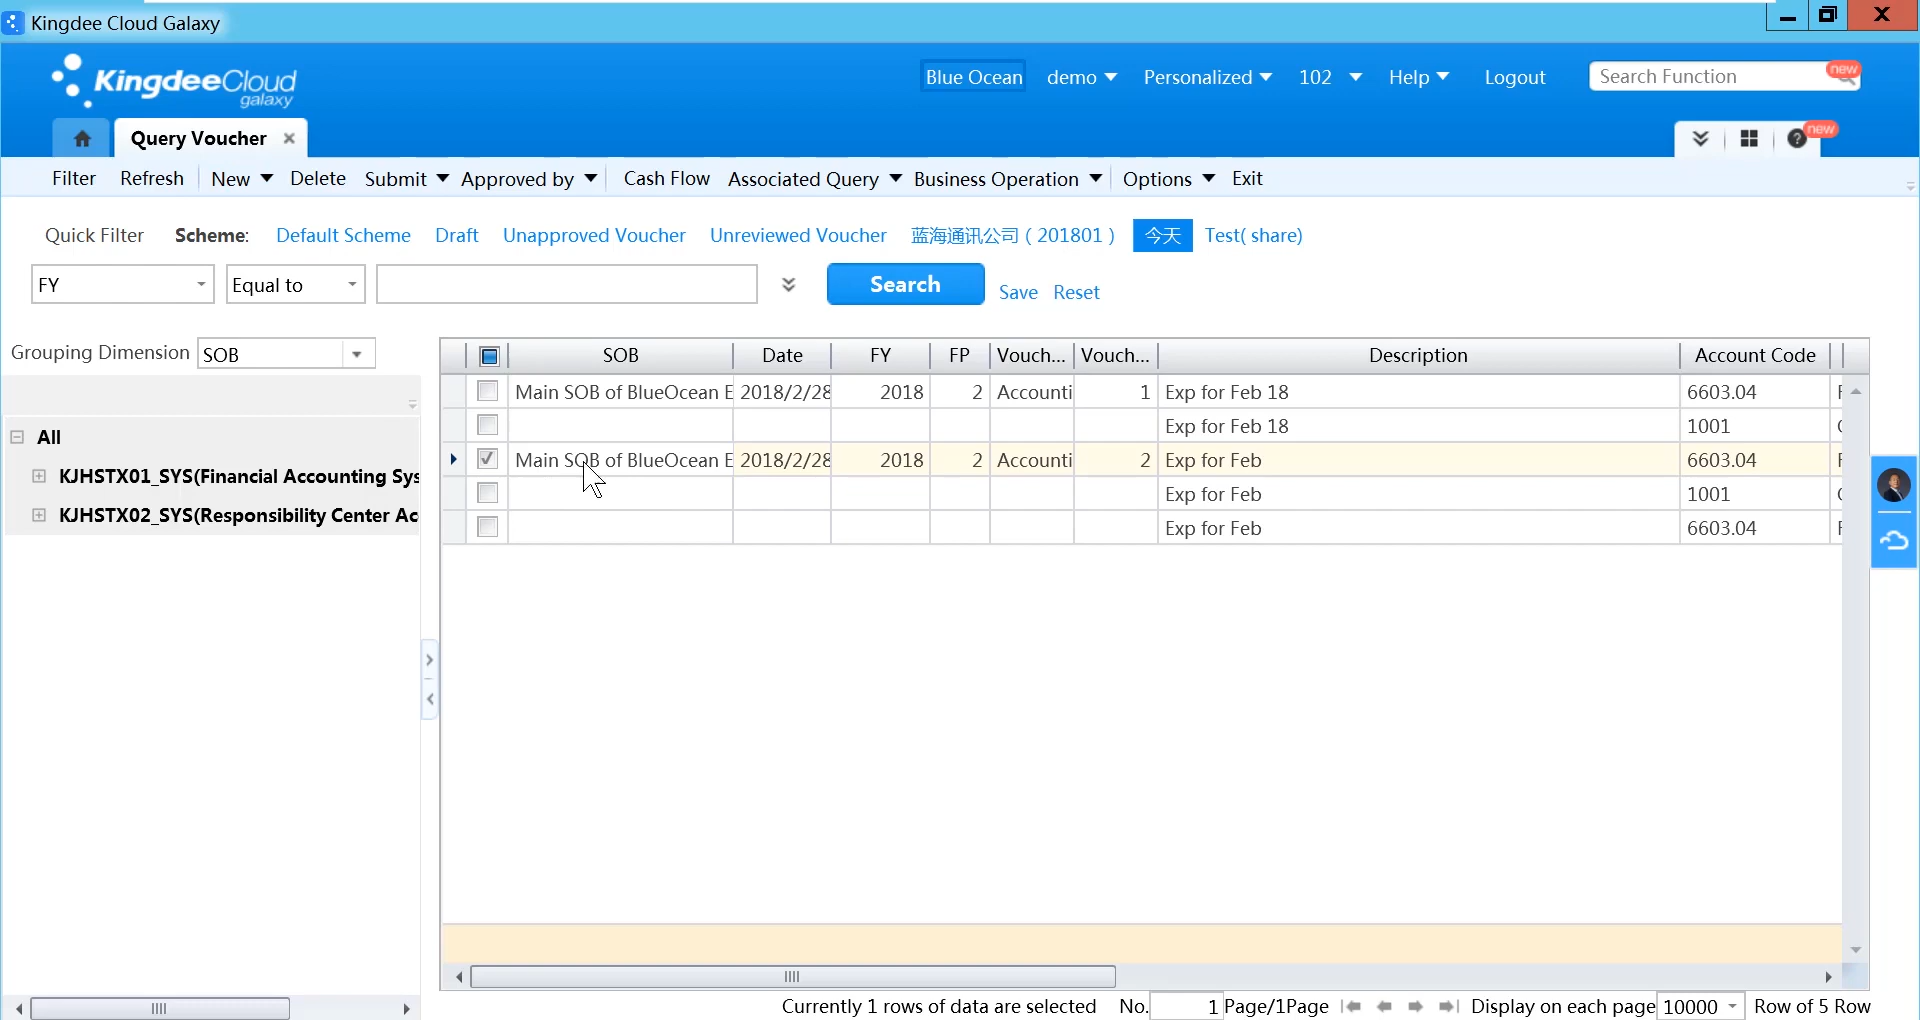 Kingdee Cloud Galaxy
KingdeeCloud galaxy
Blue Ocean demo Personalized 102 Help Logout Search Function new
Query Voucher new
Filter Refresh New Delete Submit Approved by Cash Flow Associated Query Business Operation Options Exit
Quick Filter Scheme: Default Scheme Draft Unapproved Voucher Unreviewed Voucher 蓝海通讯公司（201801） 今天 Test( share)
FY Equal to Search Save Reset
Grouping Dimension SOB
All
KJHSTX01_SYS(Financial Accounting Sys
KJHSTX02_SYS(Responsibility Center Ac
SOB Date FY FP Vouch... Vouch... Description Account Code
Main SOB of BlueOcean E 2018/2/28 2018 2 Accounti 1 Exp for Feb 18 6603.04
Exp for Feb 18 1001
Main SOB of BlueOcean E 2018/2/28 2018 2 Accounti 2 Exp for Feb 6603.04
Exp for Feb 1001
Exp for Feb 6603.04
Currently 1 rows of data are selected No. 1 Page/1Page Display on each page 10000 Row of 5 Row